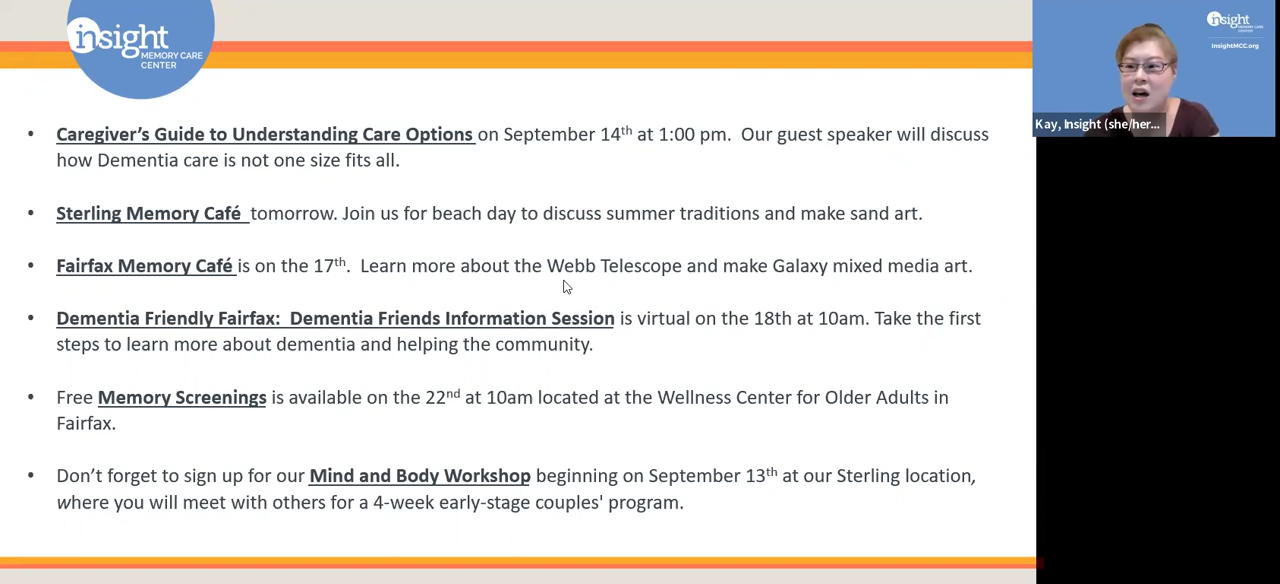 insight
MEMORY CARE
CENTER
• Caregiver's Guide to Understanding Care Options on September 14th at 1:00 pm.  Our guest speaker will discuss
how Dementia care is not one size fits all.
• Sterling Memory Café tomorrow. Join us for beach day to discuss summer traditions and make sand art.
• Fairfax Memory Café is on the 17th.  Learn more about the Webb Telescope and make Galaxy mixed media art.
• Dementia Friendly Fairfax:  Dementia Friends Information Session is virtual on the 18th at 10am. Take the first
steps to learn more about dementia and helping the community.
• Free Memory Screenings is available on the 22nd at 10am located at the Wellness Center for Older Adults in
Fairfax.
• Don't forget to sign up for our Mind and Body Workshop beginning on September 13th at our Sterling location,
where you will meet with others for a 4-week early-stage couples' program.
insight
MEMORY CARE
CENTER
InsightMCC.org
Kay, Insight (she/her...